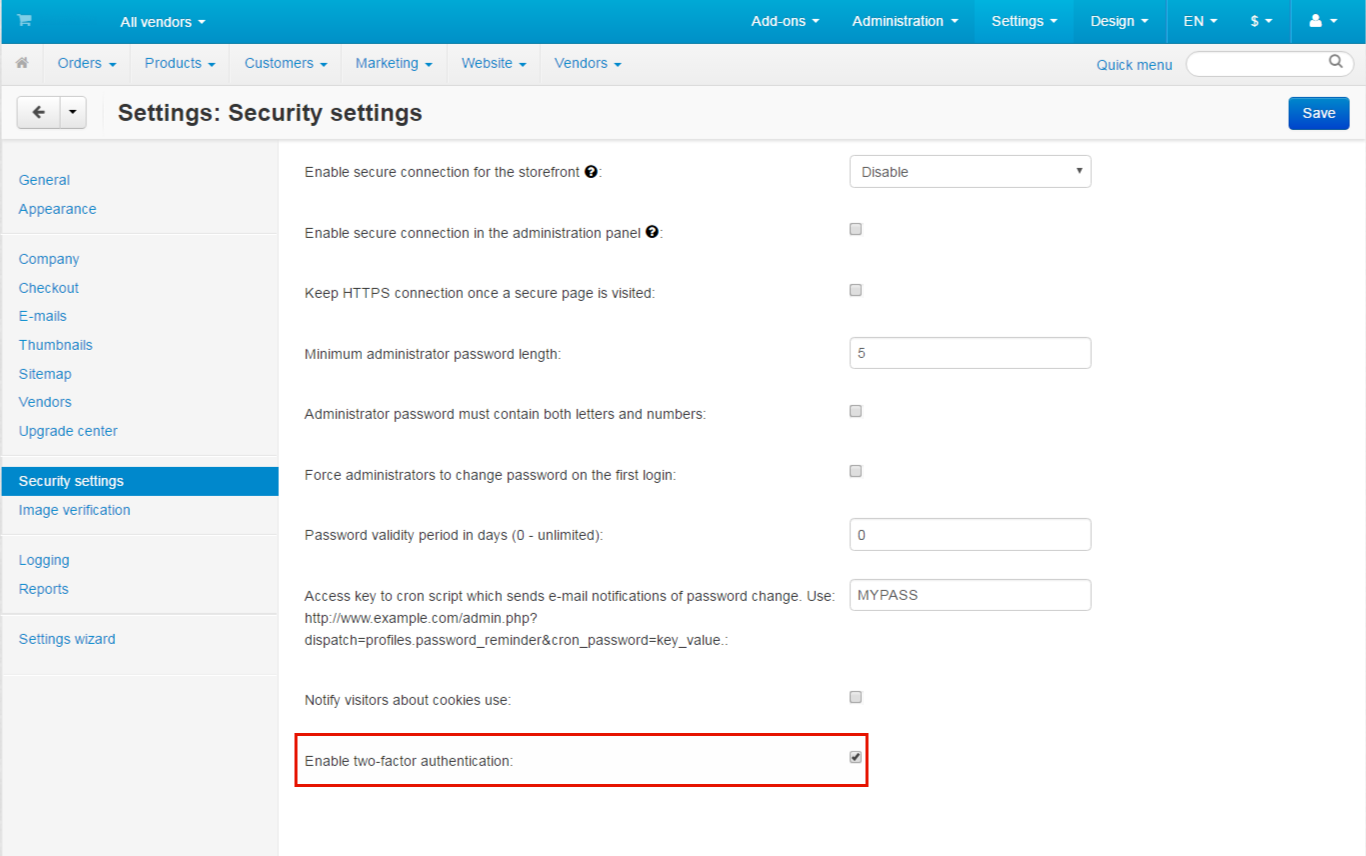 All vendors
Add-ons
Administration
Settings
Design
EN
$
Orders
Products
Customers
Marketing
Website
Vendors
Quick menu
Settings: Security settings
Save
General
Appearance
Company
Checkout
E-mails
Thumbnails
Sitemap
Vendors
Upgrade center
Security settings
Image verification
Logging
Reports
Settings wizard
Enable secure connection for the storefront ?:
Disable
Enable secure connection in the administration panel ?:
Keep HTTPS connection once a secure page is visited:
Minimum administrator password length:
5
Administrator password must contain both letters and numbers:
Force administrators to change password on the first login:
Password validity period in days (0 - unlimited):
0
Access key to cron script which sends e-mail notifications of password change. Use:
http://www.example.com/admin.php?
dispatch=profiles.password_reminder&cron_password=key_value.:
MYPASS
Notify visitors about cookies use:
Enable two-factor authentication: